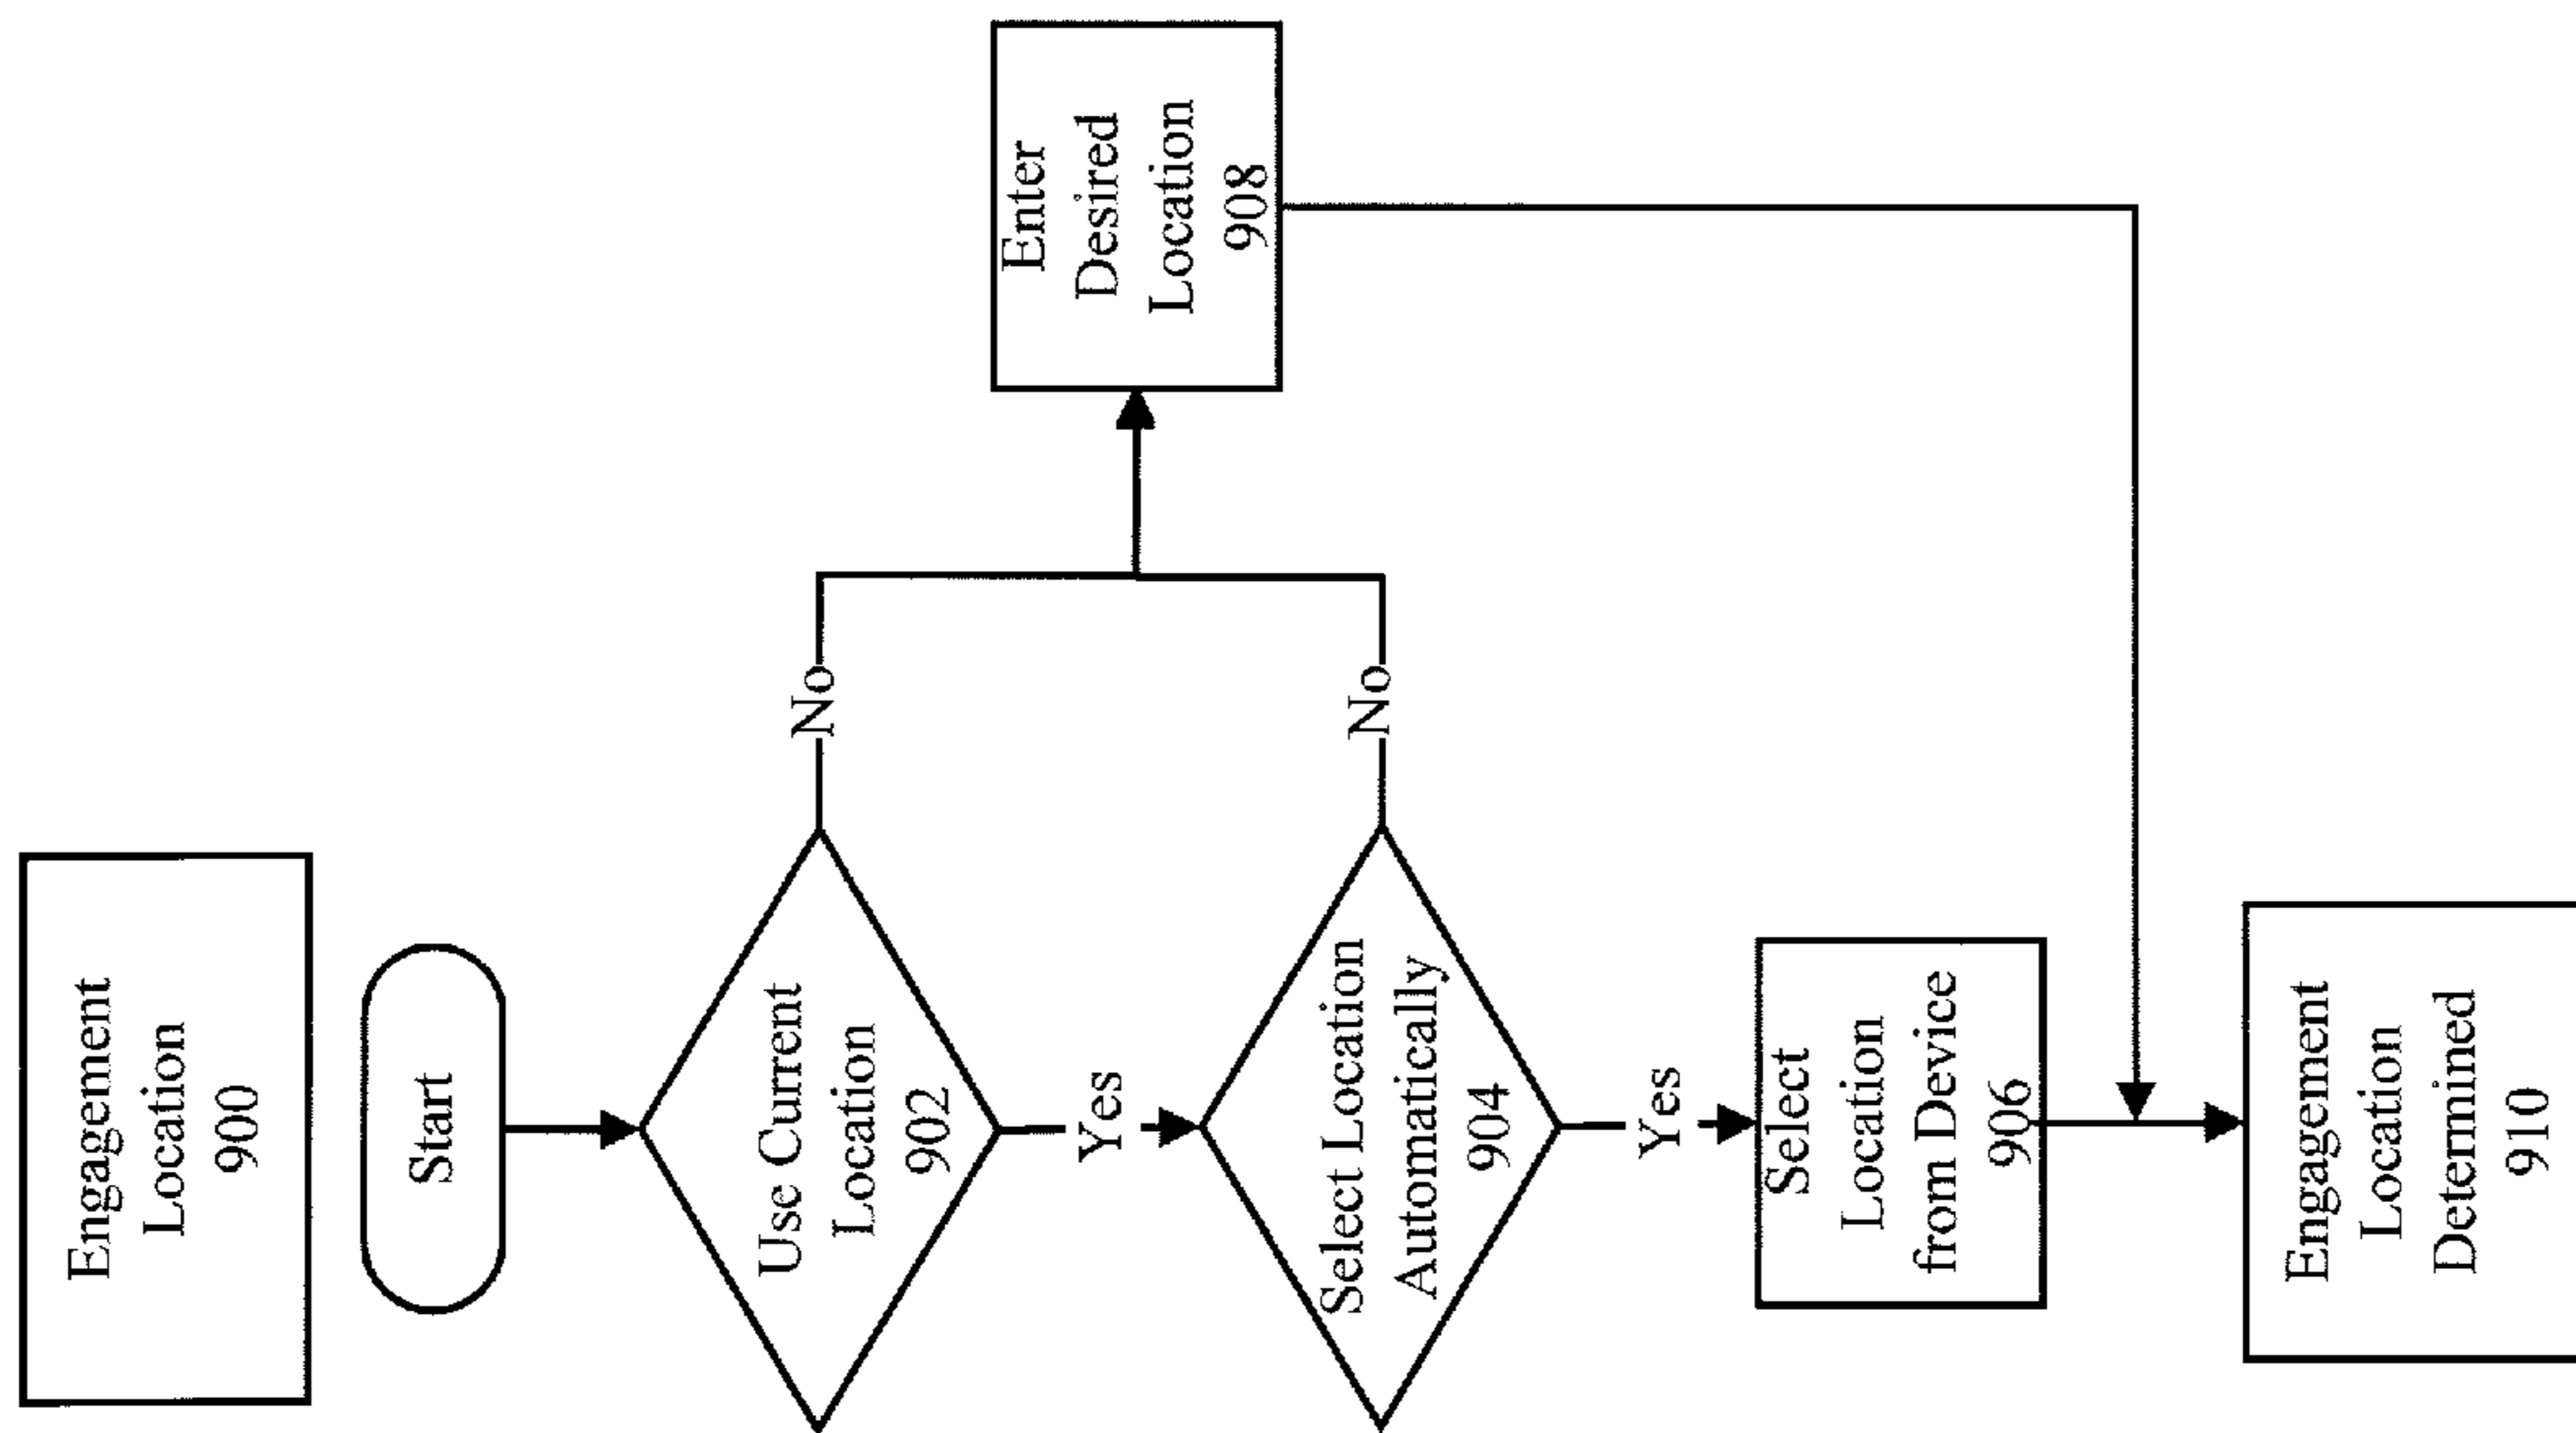 Engagement
Location
900
Start
Use Current
Location
902
No
Yes
Select Location
Automatically
904
No
Yes
Select
Location
from Device
906
Enter
Desired
Location
908
Engagement
Location
Determined
910